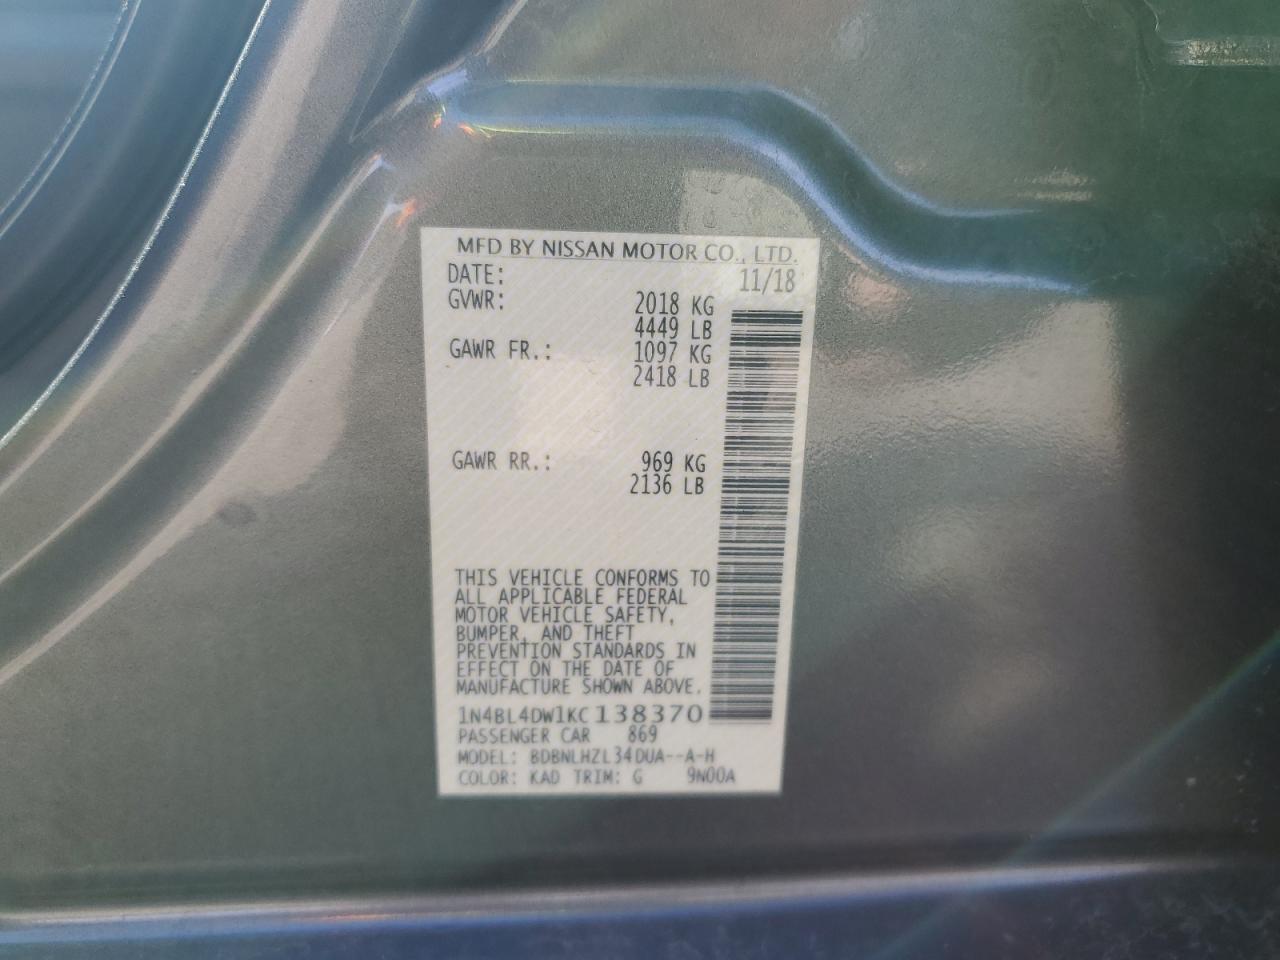 MFD BY NISSAN MOTOR CO., LTD.
DATE: 11/18
GVWR: 2018 KG
4449 LB
GAWR FR.: 1097 KG
2418 LB
GAWR RR.: 969 KG
2136 LB
THIS VEHICLE CONFORMS TO
ALL APPLICABLE FEDERAL
MOTOR VEHICLE SAFETY,
BUMPER, AND THEFT
PREVENTION STANDARDS IN
EFFECT ON THE DATE OF
MANUFACTURE SHOWN ABOVE.
1N4BL4DW1KC138370
PASSENGER CAR 869
MODEL: BDBNLHZL34DUA--A-H
COLOR: KAD TRIM: G 9N00A